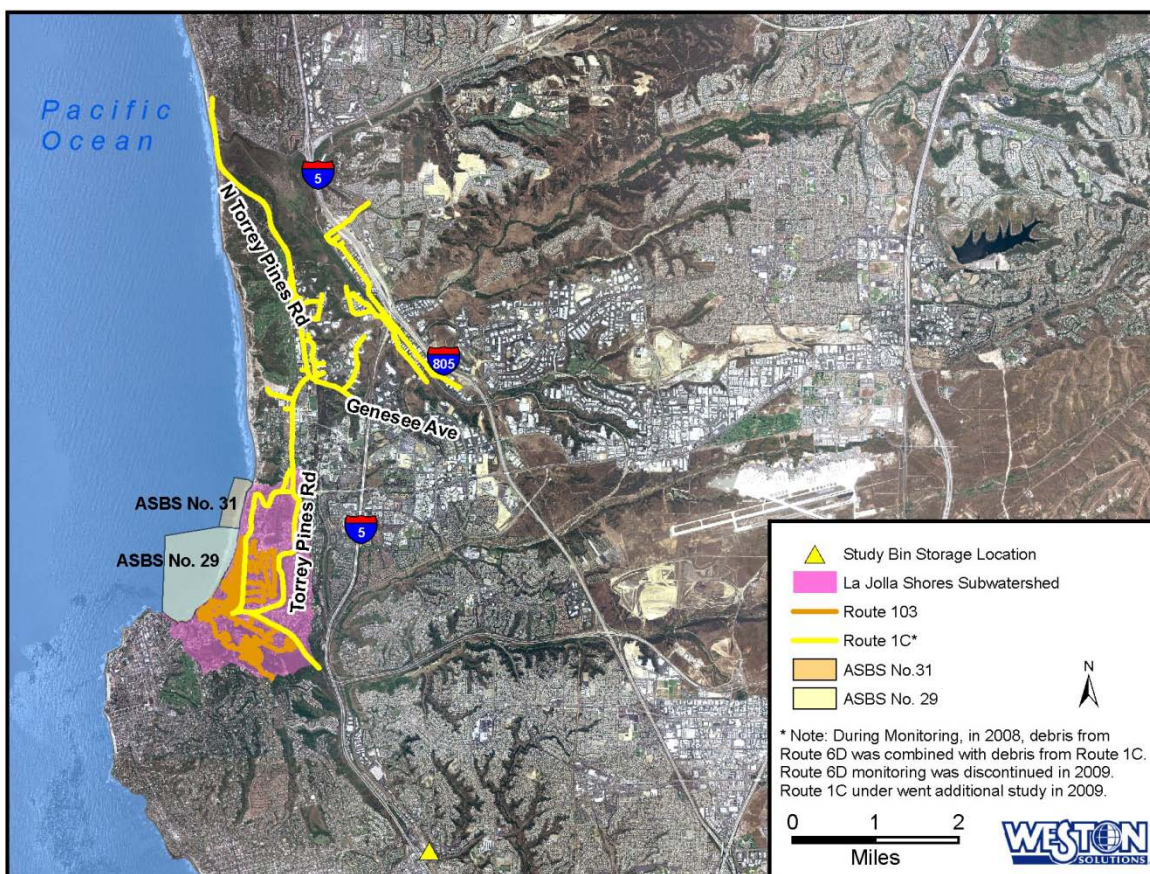 Pacific
Ocean
5
N Torrey Pines Rd
805
Genesee Ave
ASBS No. 31
Torrey Pines Rd
5
ASBS No. 29
Study Bin Storage Location
La Jolla Shores Subwatershed
Route 103
Route 1C*
ASBS No.31
ASBS No. 29
N
* Note: During Monitoring, in 2008, debris from
Route 6D was combined with debris from Route 1C.
Route 6D monitoring was discontinued in 2009.
Route 1C under went additional study in 2009.
0 1 2
Miles
WESTON
SOLUTIONS